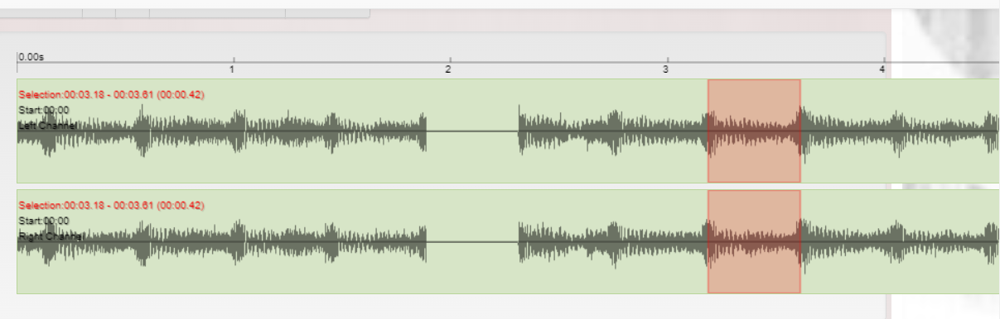 0.00s
1 2 3 4
Selection:00:03.18 - 00:03.61 (00:00.42)
Start:00:00
Left Channel
Selection:00:03.18 - 00:03.61 (00:00.42)
Start:00:00
Right Channel